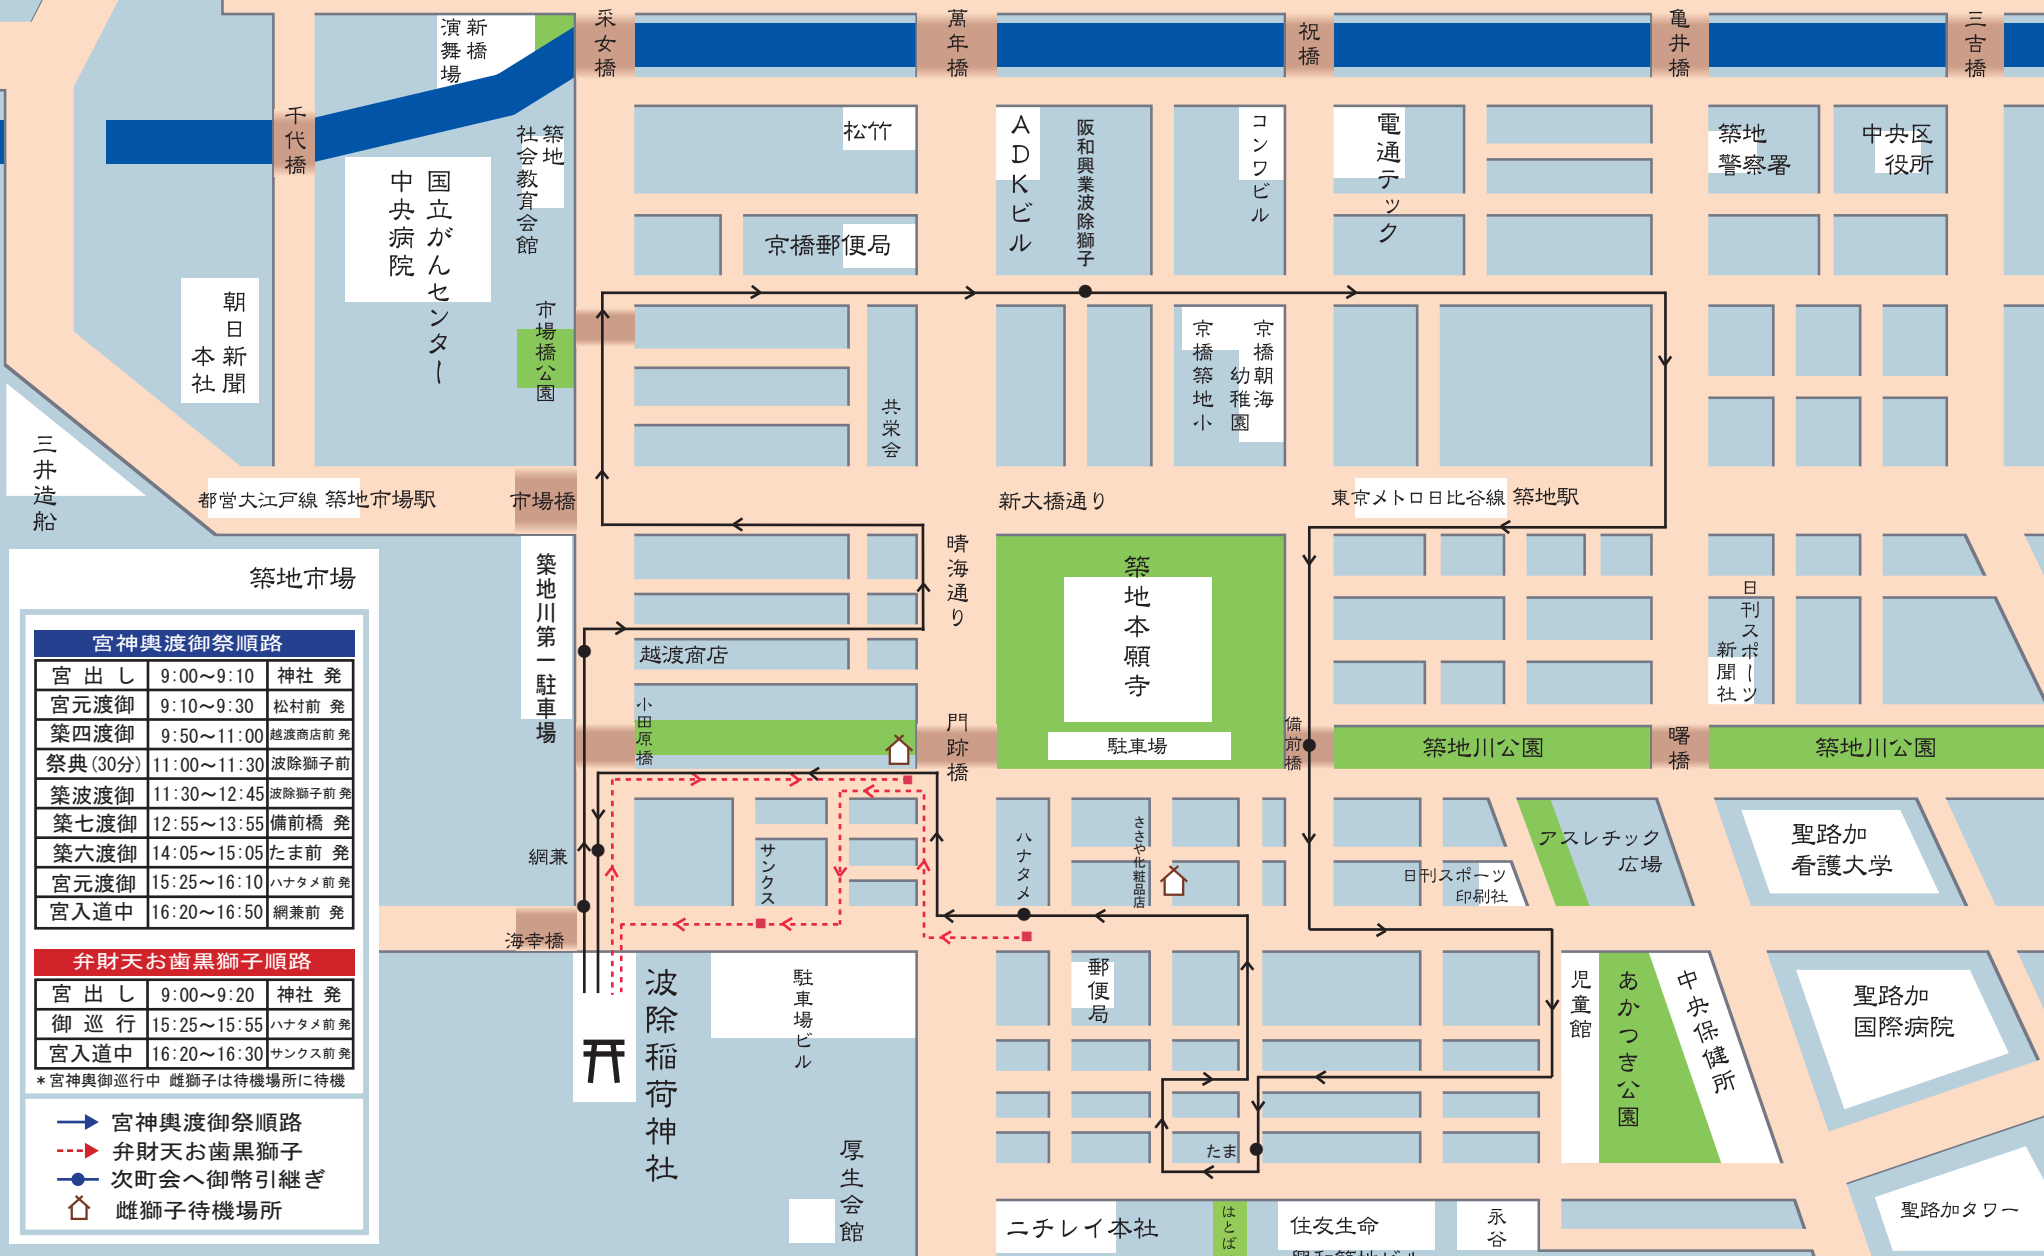 采女橋
萬年橋
祝橋
亀井橋
三吉橋
新橋
演舞場
千代橋
築地
社会教育会館
松竹
ADKビル
阪和興業波除獅子
コンワビル
電通テック
築地
警察署
中央区
役所
国立がんセンター
中央病院
京橋郵便局
朝日新聞
本社
市場橋公園
共栄会
京橋築地小
京橋朝海
幼稚園
三井造船
都営大江戸線 築地市場駅
市場橋
新大橋通り
東京メトロ日比谷線 築地駅
築地市場
築地川第一駐車場
晴海通り
築地本願寺
駐車場
越渡商店
小田原橋
門跡橋
備前橋
築地川公園
曙橋
築地川公園
日刊スポーツ
新聞社
宮神輿渡御祭順路
宮出し 9:00〜9:10 神社 発
宮元渡御 9:10〜9:30 松村前 発
築四渡御 9:50〜11:00 越渡商店前発
祭典(30分) 11:00〜11:30 波除獅子前
築波渡御 11:30〜12:45 波除獅子前発
築七渡御 12:55〜13:55 備前橋 発
築六渡御 14:05〜15:05 たま前 発
宮元渡御 15:25〜16:10 ハナタメ前発
宮入道中 16:20〜16:50 網兼前 発
弁財天お歯黒獅子順路
宮出し 9:00〜9:20 神社 発
御巡行 15:25〜15:55 ハナタメ前発
宮入道中 16:20〜16:30 サンクス前発
*宮神輿御巡行中 雌獅子は待機場所に待機
宮神輿渡御祭順路
弁財天お歯黒獅子
次町会へ御幣引継ぎ
雌獅子待機場所
網兼
サンクス
ハナタメ
ささや化粧品店
アスレチック
広場
日刊スポーツ
印刷社
聖路加
看護大学
海幸橋
波除稲荷神社
駐車場ビル
郵便局
児童館
あかつき公園
中央保健所
聖路加
国際病院
たま
厚生会館
ニチレイ本社
はとば
住友生命
興和築地ビル
永谷
聖路加タワー